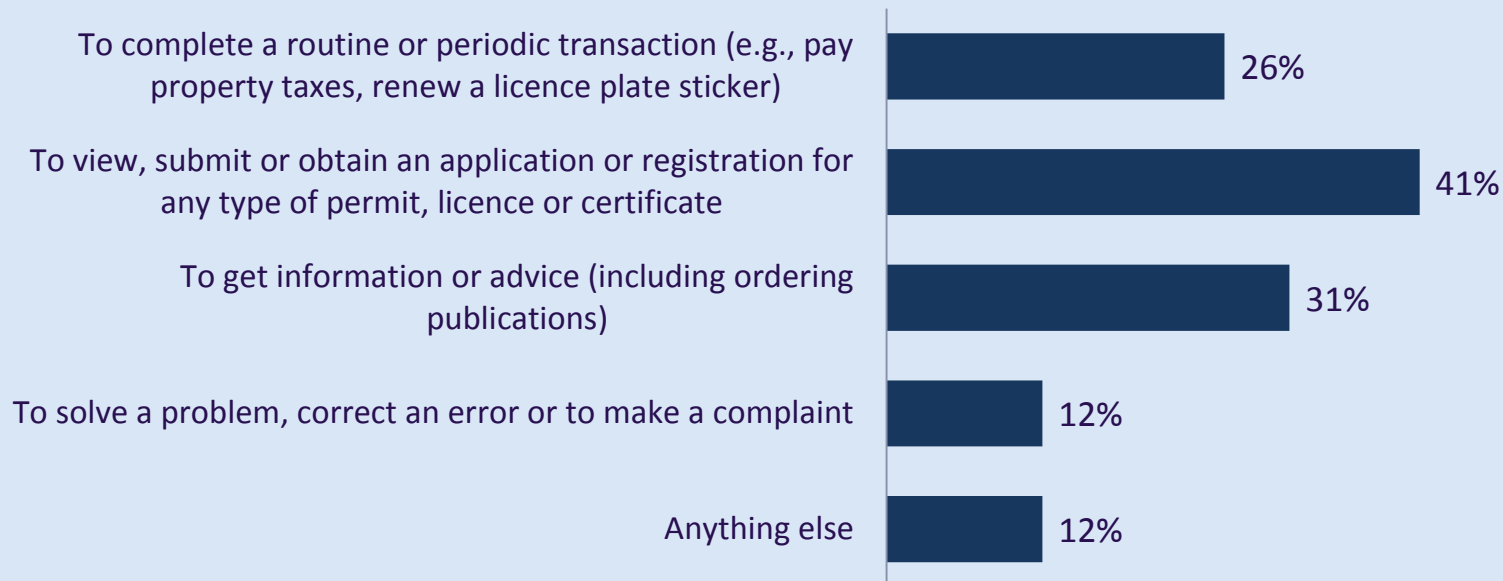 To complete a routine or periodic transaction (e.g., pay
property taxes, renew a licence plate sticker)
26%
To view, submit or obtain an application or registration for
any type of permit, licence or certificate
41%
To get information or advice (including ordering
publications)
31%
To solve a problem, correct an error or to make a complaint
12%
Anything else
12%